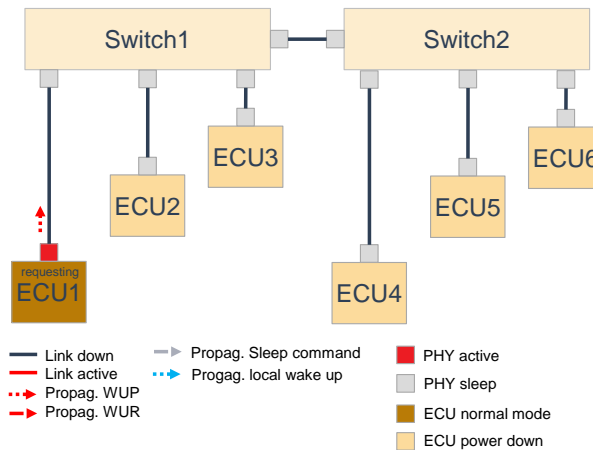 Switch1
Switch2
ECU3
ECU6
ECU2
ECU5
requesting
ECU1
ECU4
Link down
Link active
Propag. WUP
Propag. WUR
Propag. Sleep command
Progag. local wake up
PHY active
PHY sleep
ECU normal mode
ECU power down